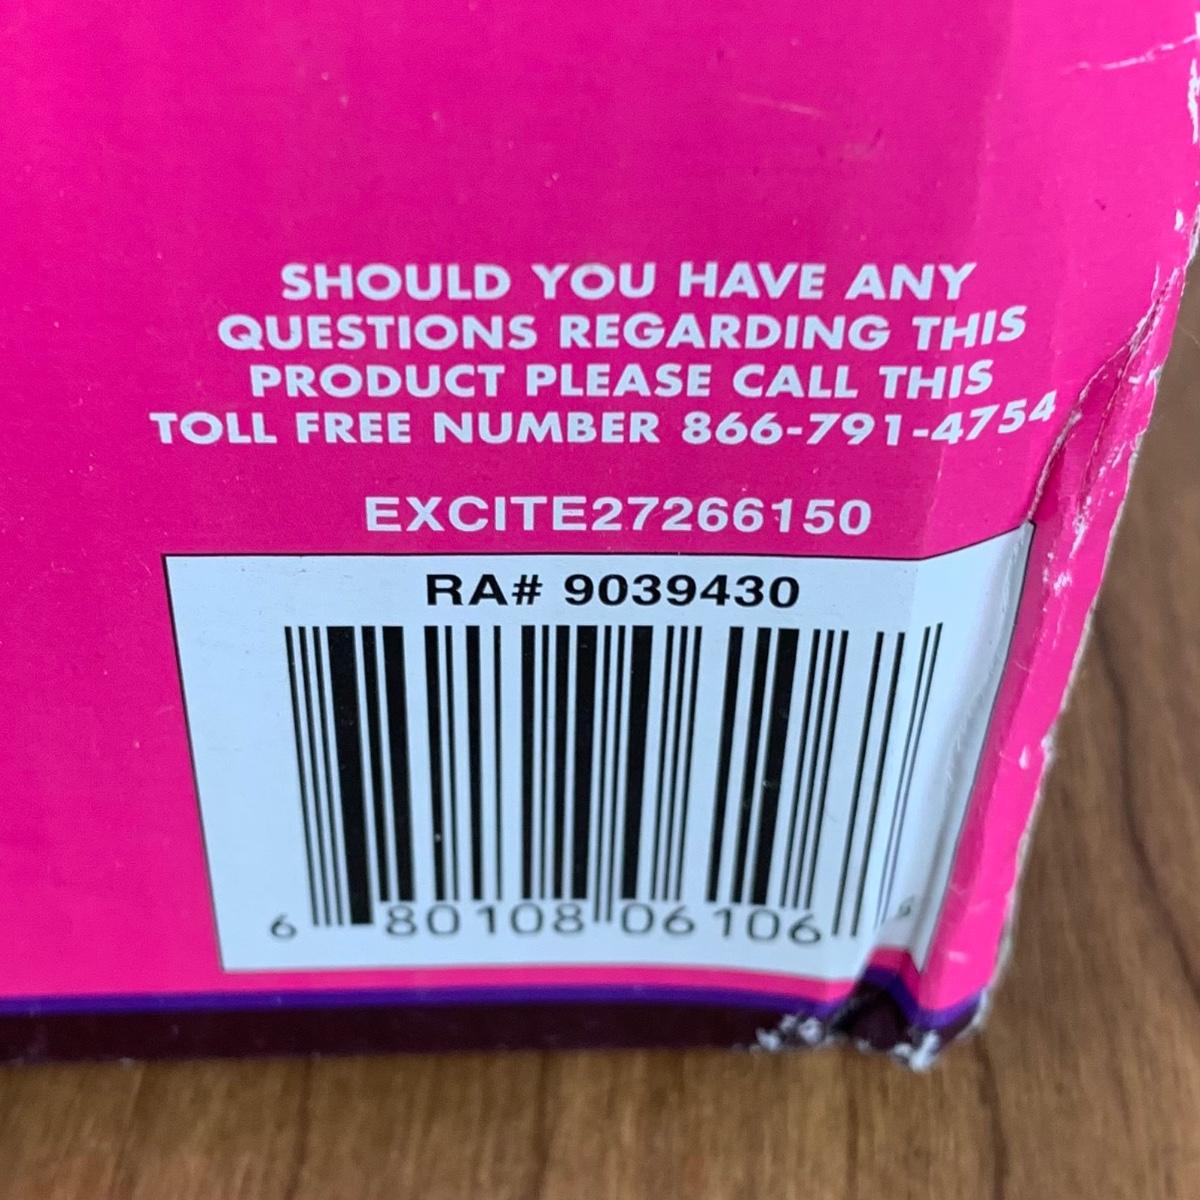 SHOULD YOU HAVE ANY
QUESTIONS REGARDING THIS
PRODUCT PLEASE CALL THIS
TOLL FREE NUMBER 866-791-4754
EXCITE27266150
RA# 9039430
6 80108 06106